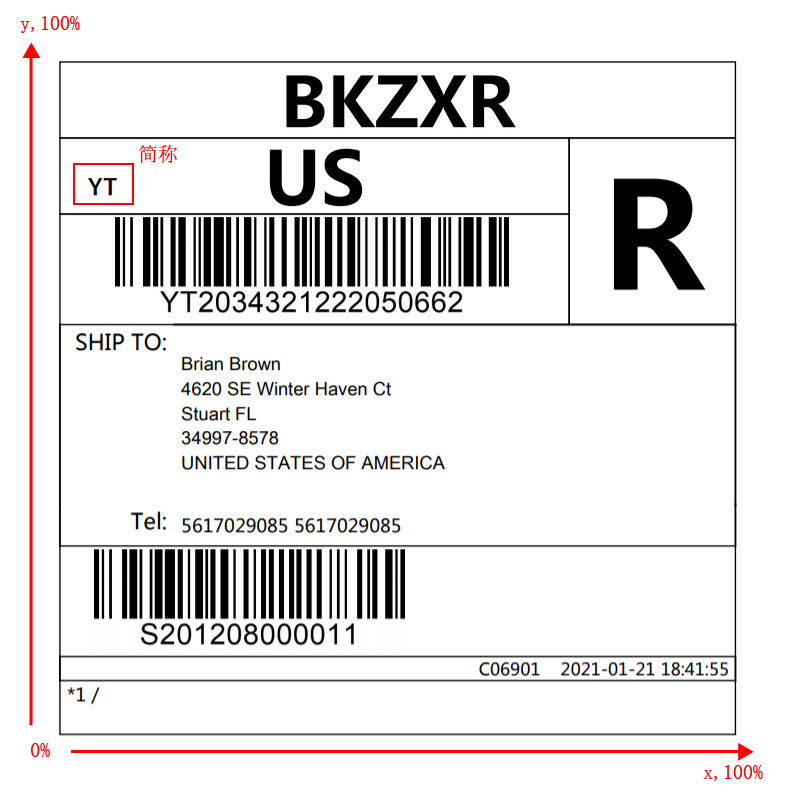 y, 100%
BKZXR
简称
YT
US
R
YT2034321222050662
SHIP TO:
Brian Brown
4620 SE Winter Haven Ct
Stuart FL
34997-8578
UNITED STATES OF AMERICA
Tel: 5617029085 5617029085
S201208000011
C06901 2021-01-21 18:41:55
*1 /
0%
x, 100%